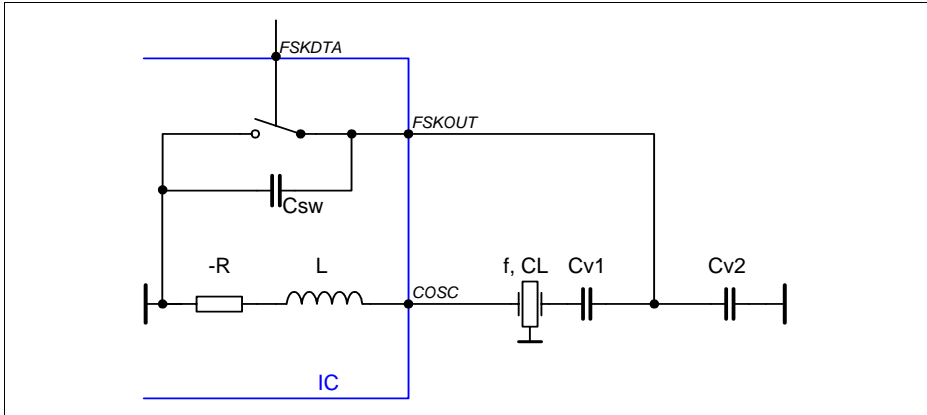 FSKDTA
FSKOUT
Csw
-R
L
f, CL
Cv1
Cv2
COSC
IC